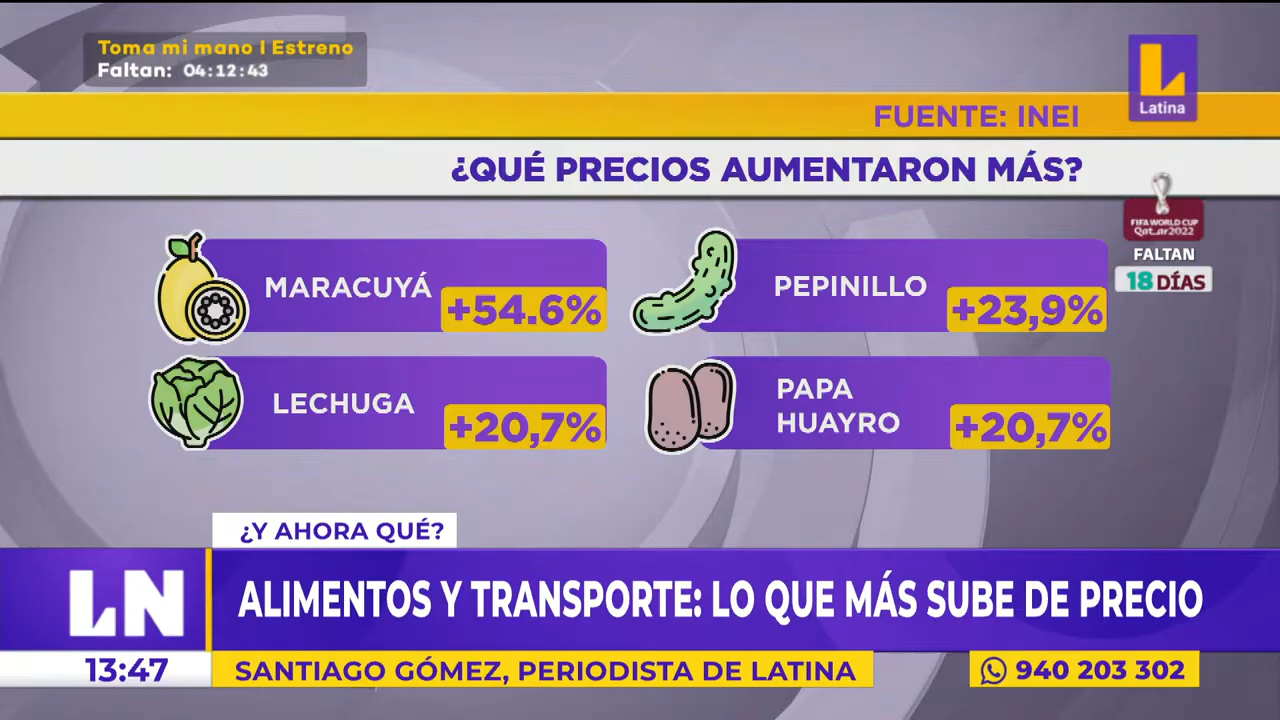 Toma mi mano | Estreno
Faltan: 04:12:43
Latina
FUENTE: INEI
¿QUÉ PRECIOS AUMENTARON MÁS?
FIFA WORLD CUP
Qatar2022
FALTAN
18 DÍAS
MARACUYÁ
+54.6%
PEPINILLO
+23,9%
LECHUGA
+20,7%
PAPA
HUAYRO
+20,7%
¿Y AHORA QUÉ?
LN
ALIMENTOS Y TRANSPORTE: LO QUE MÁS SUBE DE PRECIO
13:47
SANTIAGO GÓMEZ, PERIODISTA DE LATINA
940 203 302